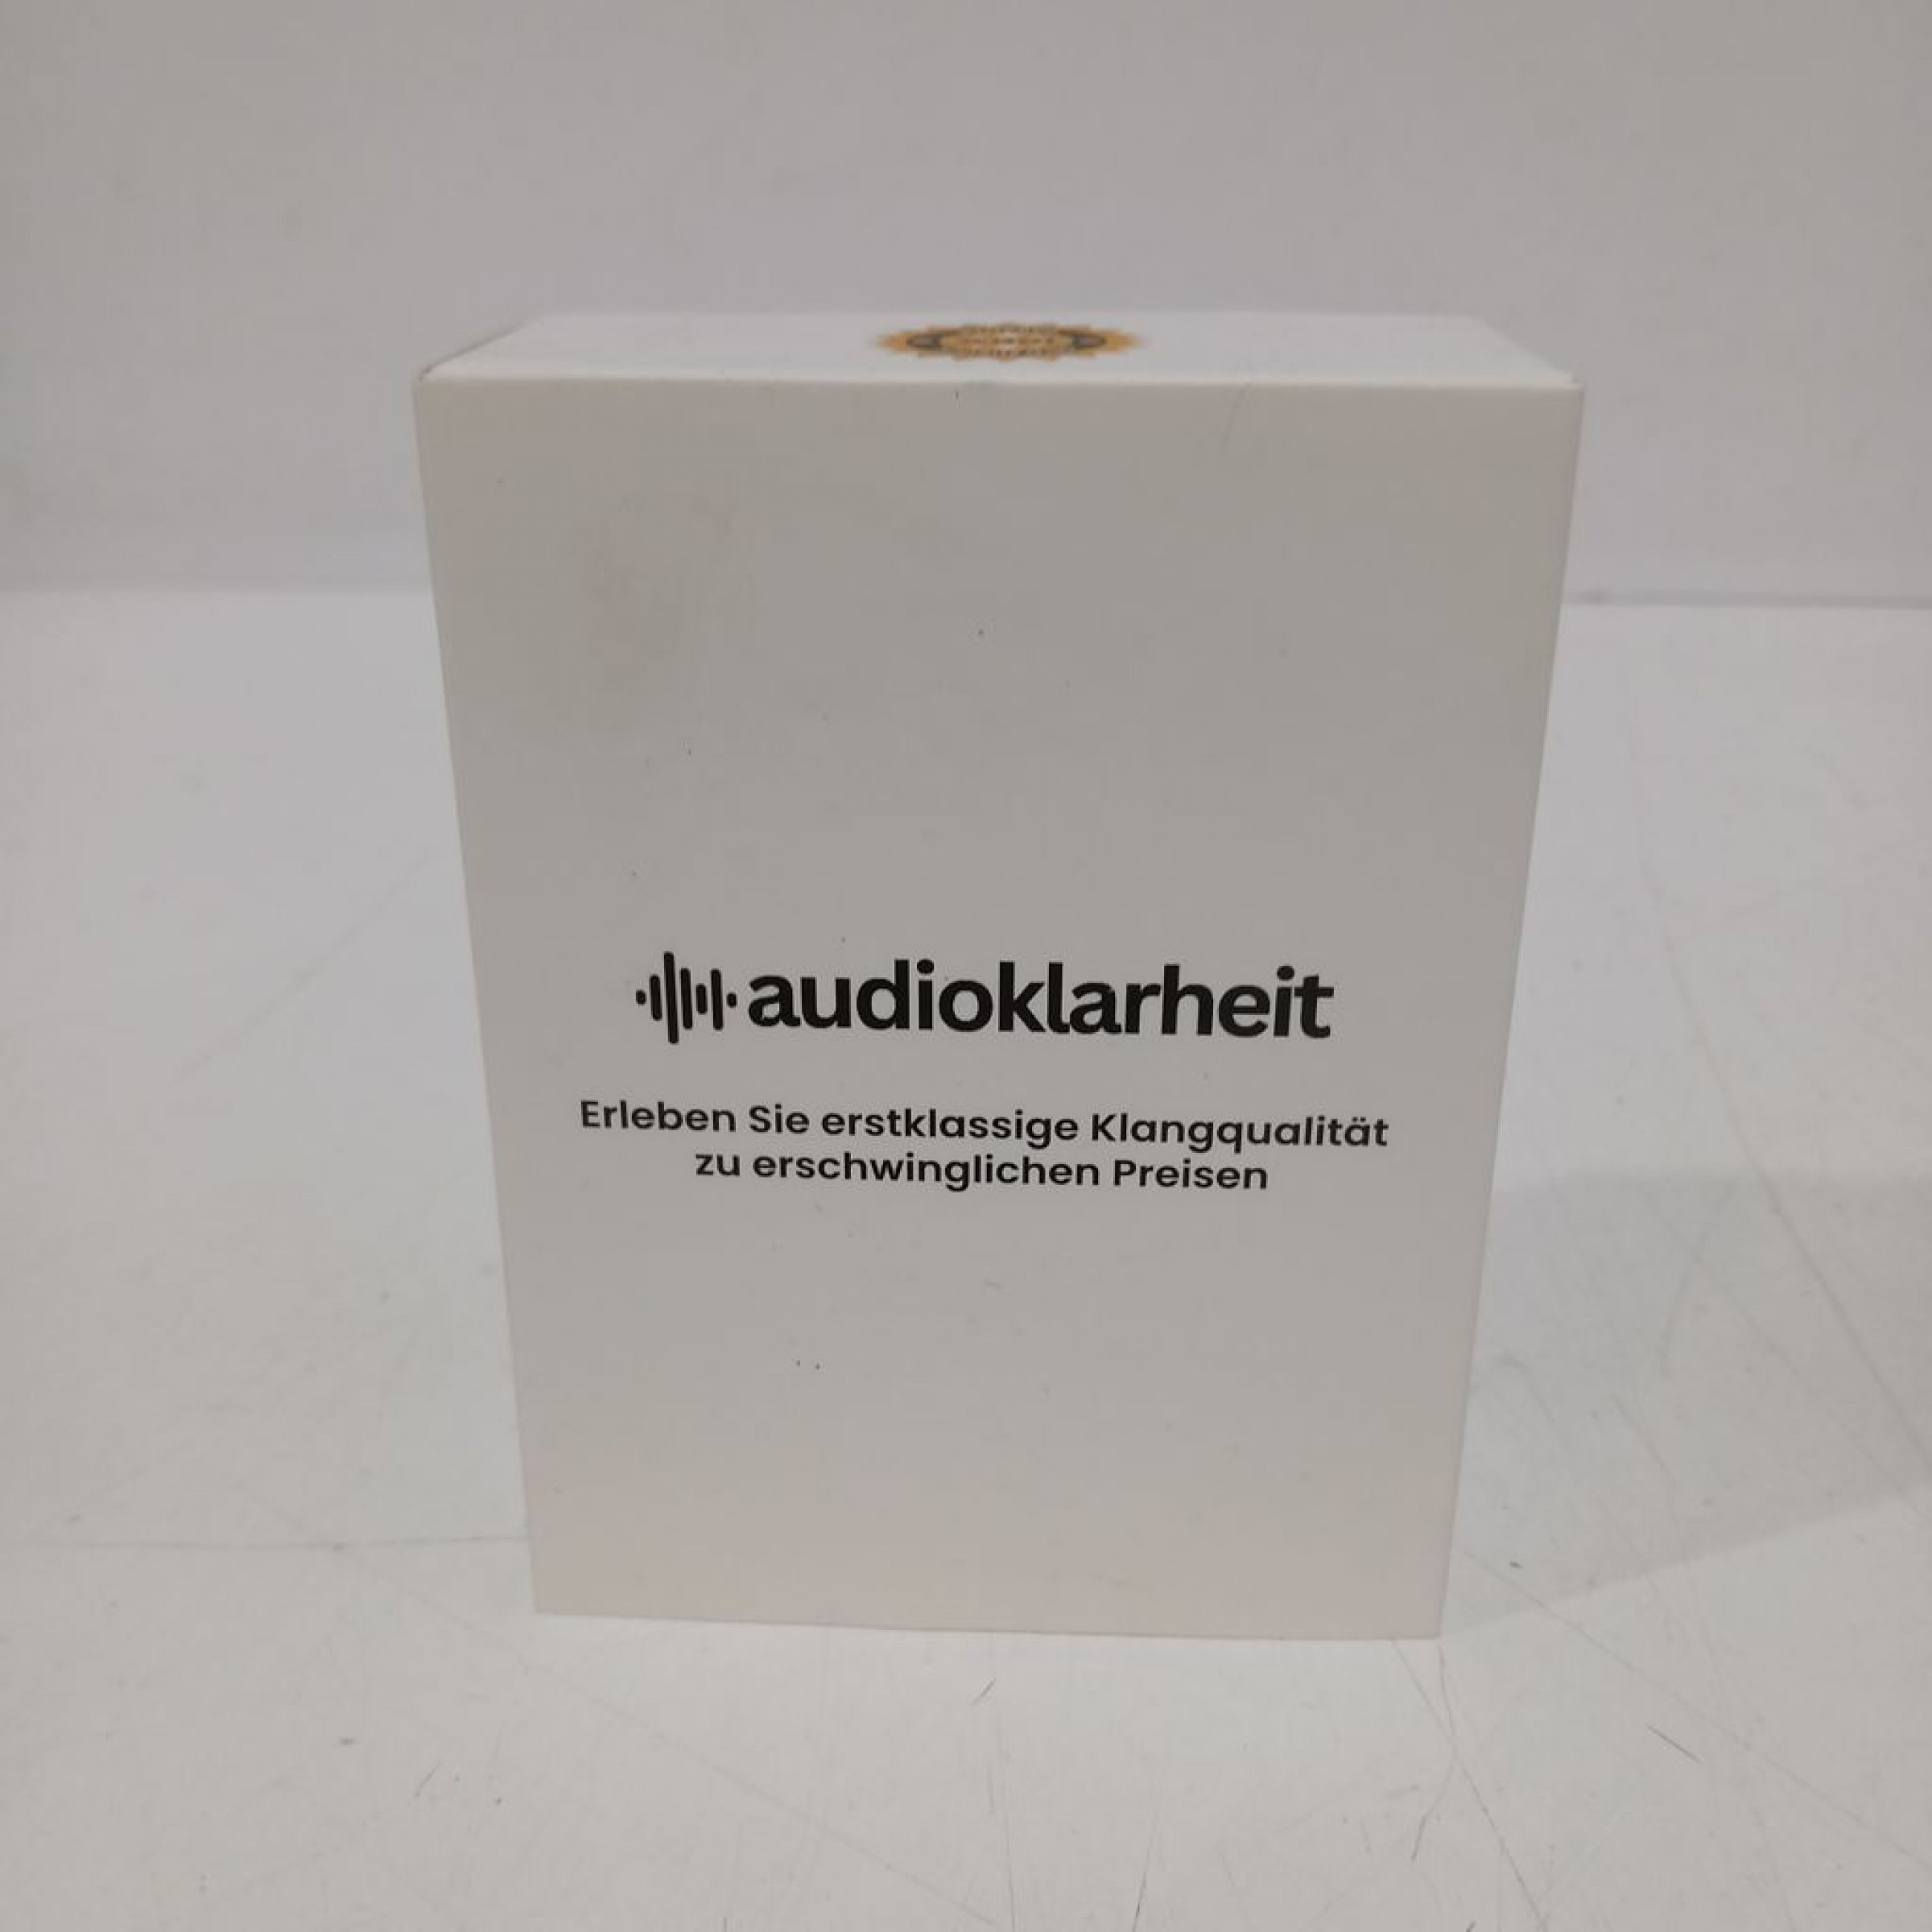 audioklarheit
Erleben Sie erstklassige Klangqualität
zu erschwinglichen Preisen